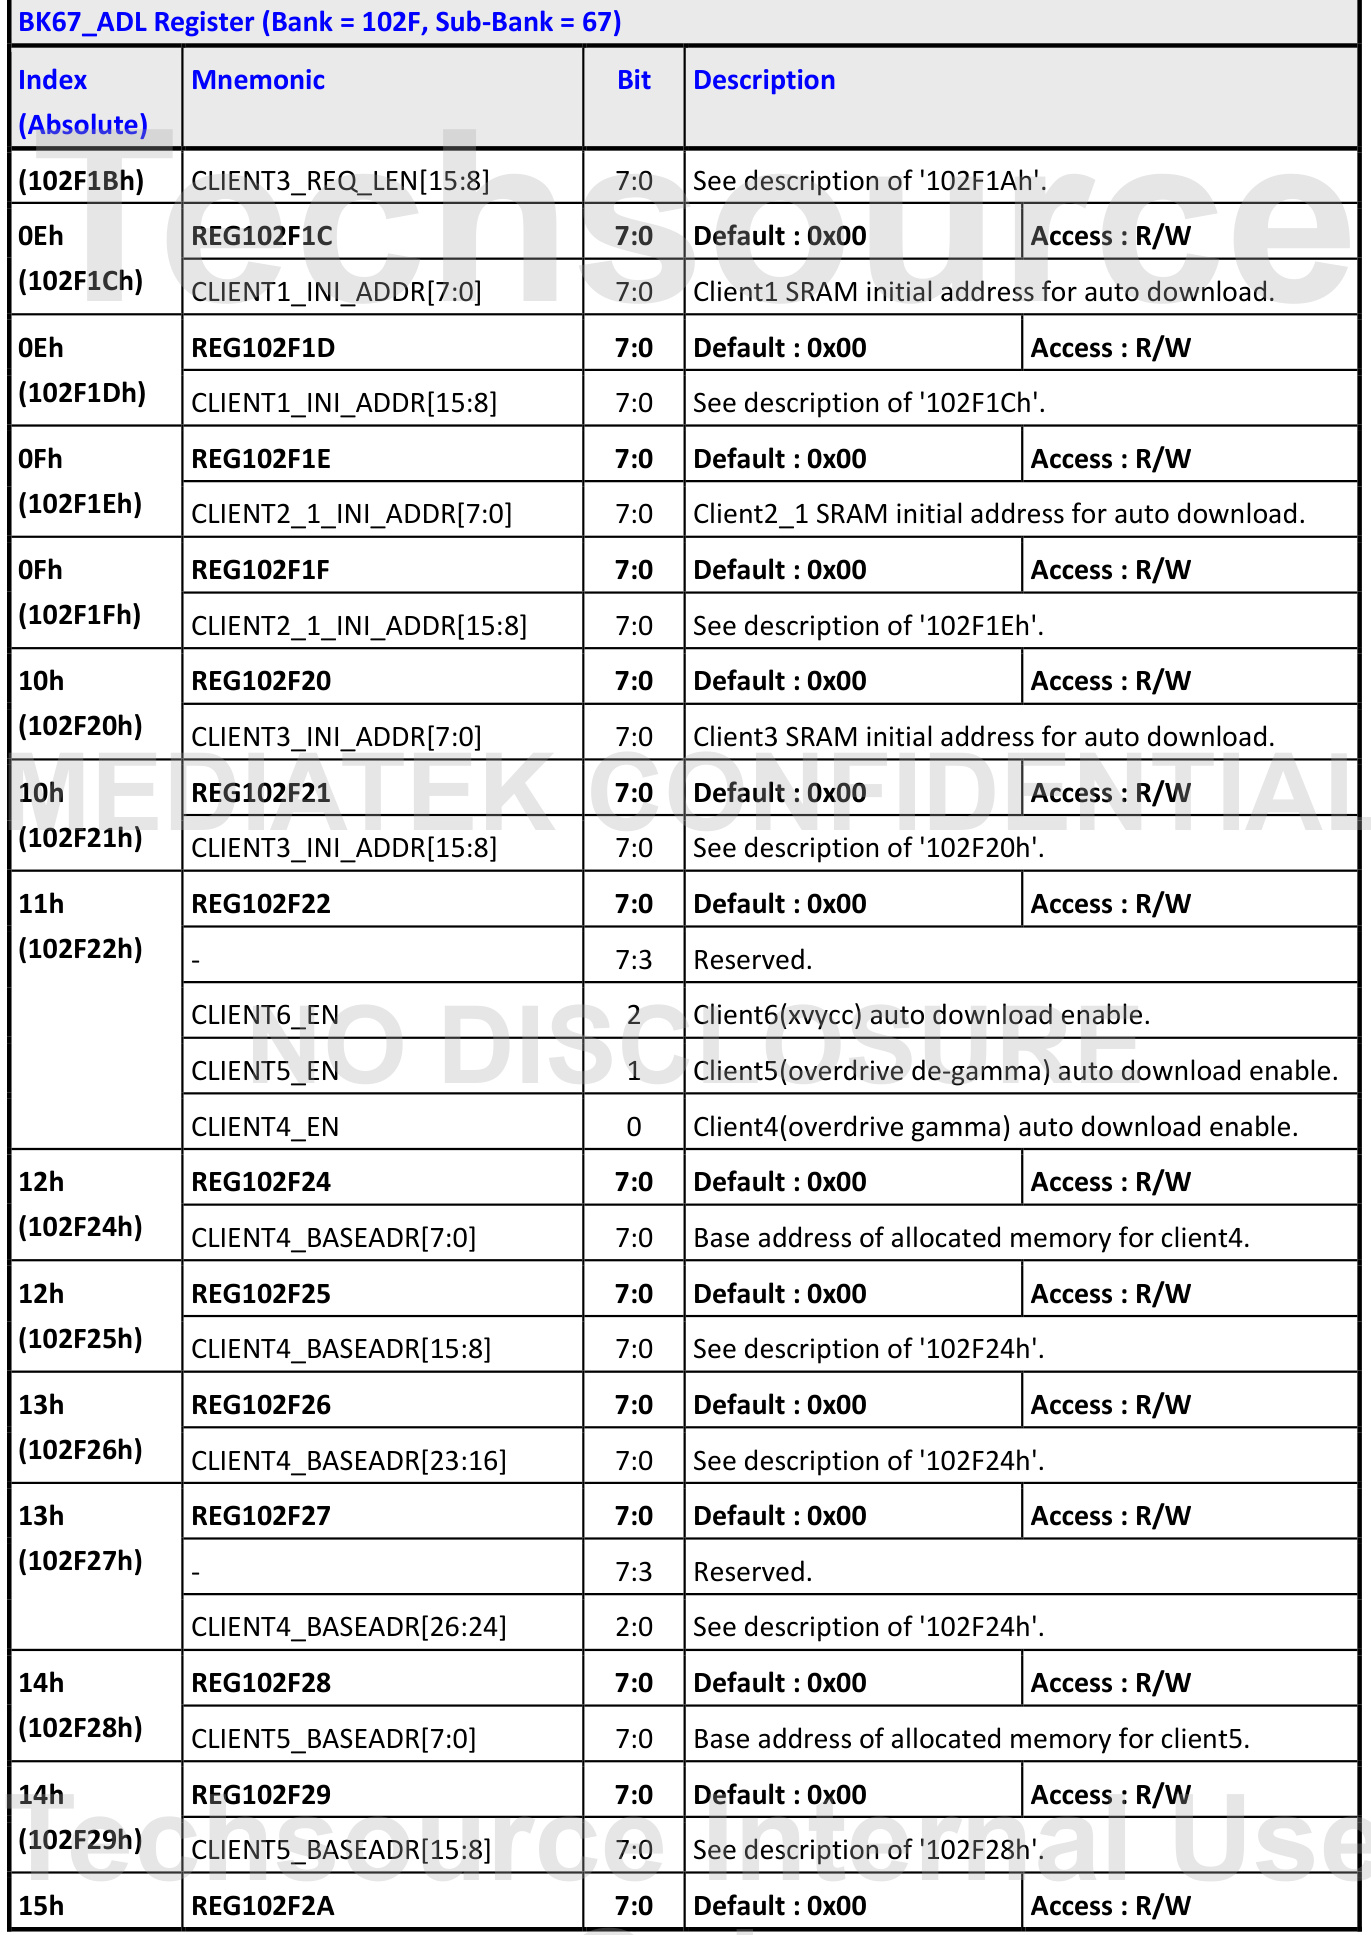 BK67_ADL Register (Bank = 102F, Sub-Bank = 67)
Index (Absolute) Mnemonic Bit Description
(102F1Bh) CLIENT3_REQ_LEN[15:8] 7:0 See description of '102F1Ah'.
0Eh REG102F1C 7:0 Default : 0x00 Access : R/W
(102F1Ch) CLIENT1_INI_ADDR[7:0] 7:0 Client1 SRAM initial address for auto download.
0Eh REG102F1D 7:0 Default : 0x00 Access : R/W
(102F1Dh) CLIENT1_INI_ADDR[15:8] 7:0 See description of '102F1Ch'.
0Fh REG102F1E 7:0 Default : 0x00 Access : R/W
(102F1Eh) CLIENT2_1_INI_ADDR[7:0] 7:0 Client2_1 SRAM initial address for auto download.
0Fh REG102F1F 7:0 Default : 0x00 Access : R/W
(102F1Fh) CLIENT2_1_INI_ADDR[15:8] 7:0 See description of '102F1Eh'.
10h REG102F20 7:0 Default : 0x00 Access : R/W
(102F20h) CLIENT3_INI_ADDR[7:0] 7:0 Client3 SRAM initial address for auto download.
10h REG102F21 7:0 Default : 0x00 Access : R/W
(102F21h) CLIENT3_INI_ADDR[15:8] 7:0 See description of '102F20h'.
11h REG102F22 7:0 Default : 0x00 Access : R/W
(102F22h) - 7:3 Reserved.
CLIENT6_EN 2 Client6(xvycc) auto download enable.
CLIENT5_EN 1 Client5(overdrive de-gamma) auto download enable.
CLIENT4_EN 0 Client4(overdrive gamma) auto download enable.
12h REG102F24 7:0 Default : 0x00 Access : R/W
(102F24h) CLIENT4_BASEADR[7:0] 7:0 Base address of allocated memory for client4.
12h REG102F25 7:0 Default : 0x00 Access : R/W
(102F25h) CLIENT4_BASEADR[15:8] 7:0 See description of '102F24h'.
13h REG102F26 7:0 Default : 0x00 Access : R/W
(102F26h) CLIENT4_BASEADR[23:16] 7:0 See description of '102F24h'.
13h REG102F27 7:0 Default : 0x00 Access : R/W
(102F27h) - 7:3 Reserved.
CLIENT4_BASEADR[26:24] 2:0 See description of '102F24h'.
14h REG102F28 7:0 Default : 0x00 Access : R/W
(102F28h) CLIENT5_BASEADR[7:0] 7:0 Base address of allocated memory for client5.
14h REG102F29 7:0 Default : 0x00 Access : R/W
(102F29h) CLIENT5_BASEADR[15:8] 7:0 See description of '102F28h'.
15h REG102F2A 7:0 Default : 0x00 Access : R/W
Techsource
MEDIATEK CONFIDENTIAL
NO DISCLOSURE
Techsource Internal Use